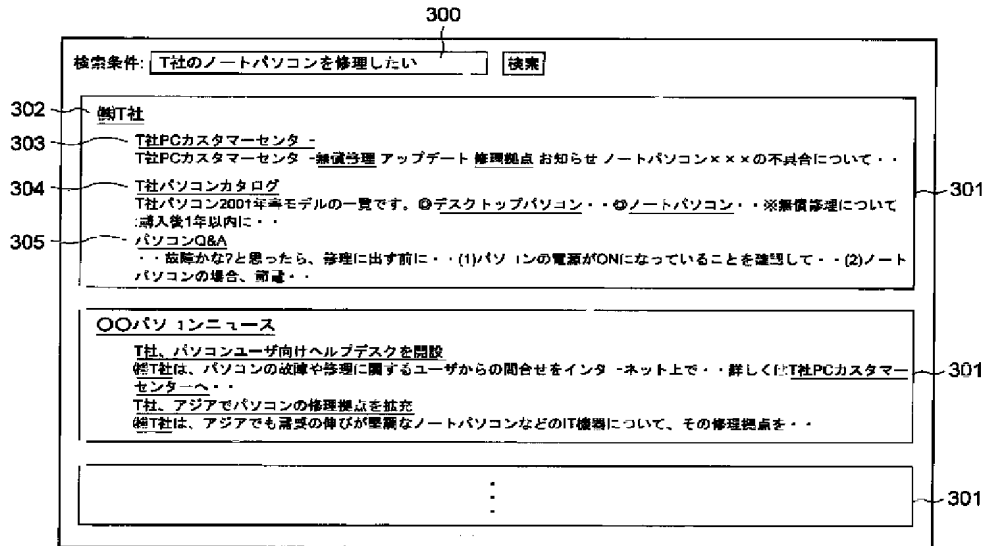 300
検索条件: T社のノートパソコンを修理したい 検索
302 ㈱T社
303 T社PCカスタマーセンター
T社PCカスタマーセンター無償修理 アップデート 修理拠点 お知らせ ノートパソコン×××の不具合について・・
304 T社パソコンカタログ 301
T社パソコン2001年春モデルの一覧です。◎デスクトップパソコン・・◎ノートパソコン・・※無償修理について
:購入後1年以内に・・
305 パソコンQ&A
・・故障かな?と思ったら、修理に出す前に・・(1)パソコンの電源がONになっていることを確認して・・(2)ノート
パソコンの場合、節電・・
〇〇パソコンニュース
T社、パソコンユーザ向けヘルプデスクを開設
㈱T社は、パソコンの故障や修理に関するユーザからの問合せをインターネット上で・・詳しくはT社PCカスタマー 301
センターへ・・
T社、アジアでパソコンの修理拠点を拡充
㈱T社は、アジアでも需要の伸びが堅調なノートパソコンなどのIT機器について、その修理拠点を・・
301